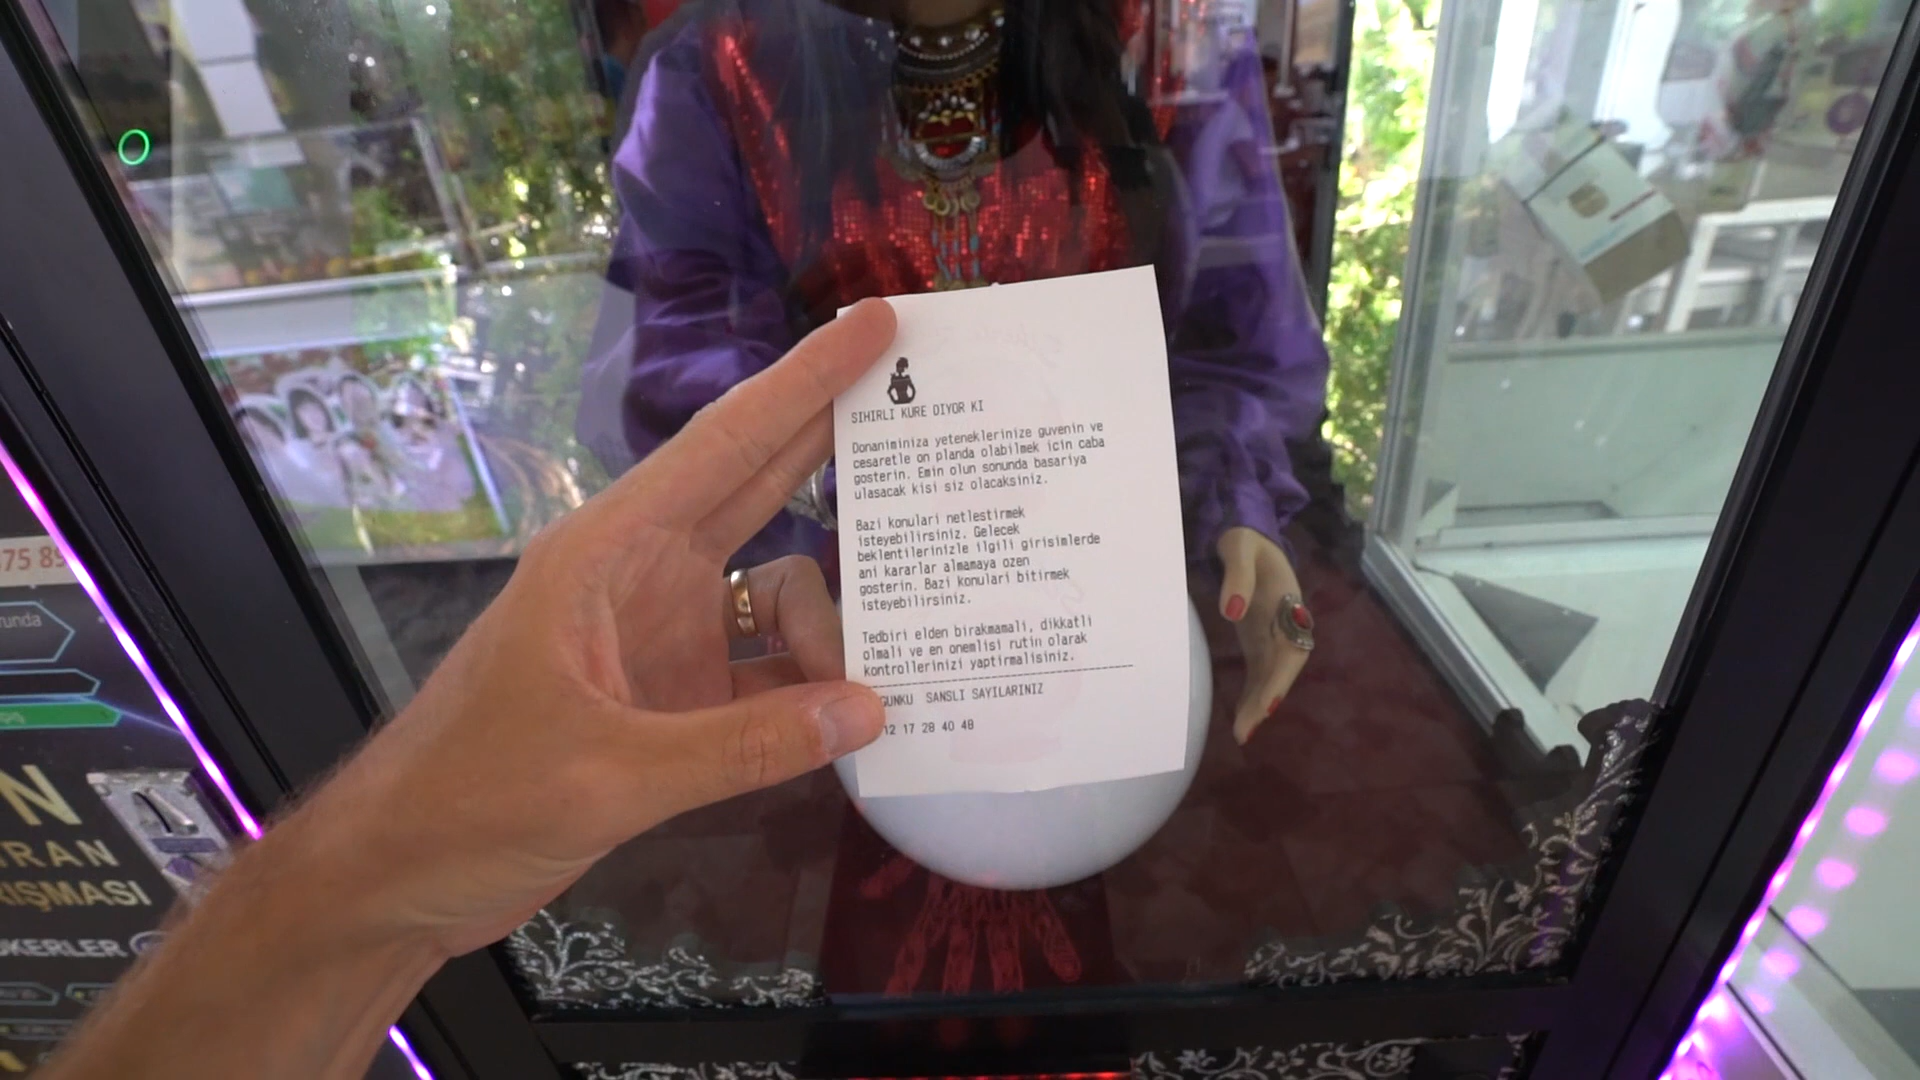 SIHIRLI KURE DIYOR KI
Donaniminiza yeteneklerinize guvenin ve
cesaretle on planda olabilmek icin caba
gosterin. Emin olun sonunda basariya
ulasacak kisi siz olacaksiniz.
Bazi konulari netlestirmek
isteyebilirsiniz. Gelecek
beklentilerinizle ilgili girisimlerde
ani kararlar almamaya ozen
gosterin. Bazi konulari bitirmek
isteyebilirsiniz.
Tedbiri elden birakmamali, dikkatli
olmali ve en onemlisi rutin olarak
kontrollerinizi yaptirmalisiniz.
GUNKU SANSLI SAYILARINIZ
12 17 28 40 48
75 89
runda
N
RAN
RIŞMASI
KERLER